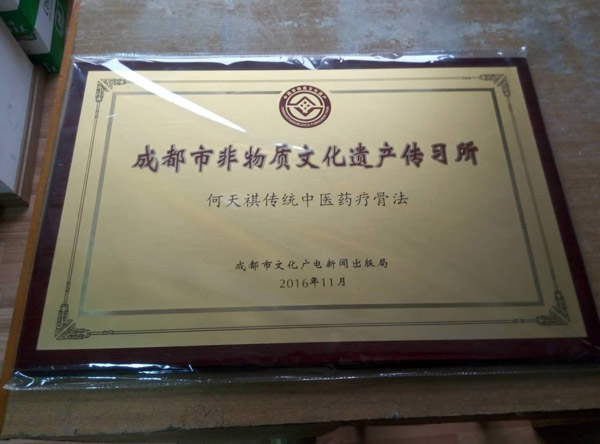 成都市非物质文化遗产传习所
何天祺传统中医药疗骨法
成都市文化广电新闻出版局
2016年11月